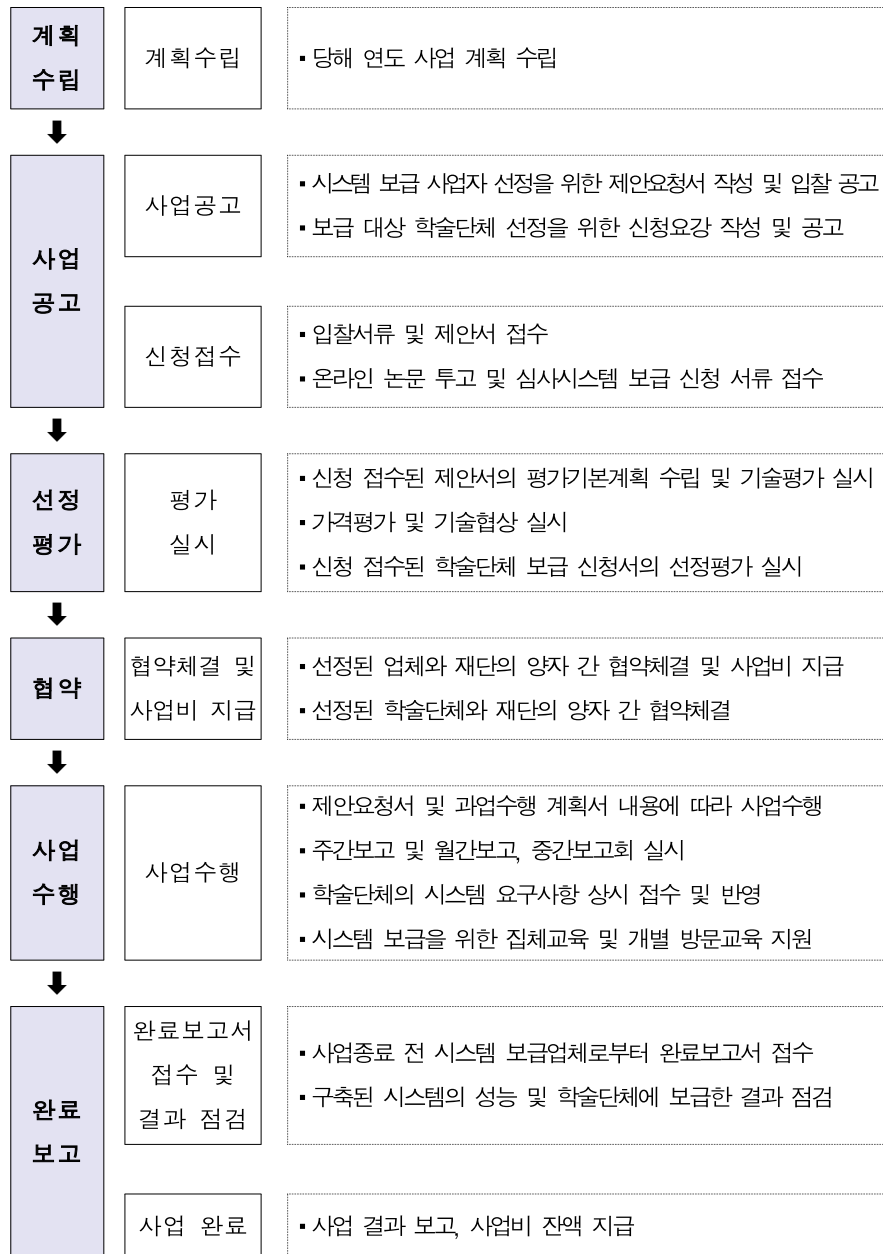 계획
수립
계획수립
▪ 당해 연도 사업 계획 수립
사업
공고
사업공고
▪ 시스템 보급 사업자 선정을 위한 제안요청서 작성 및 입찰 공고
▪ 보급 대상 학술단체 선정을 위한 신청요강 작성 및 공고
신청접수
▪ 입찰서류 및 제안서 접수
▪ 온라인 논문 투고 및 심사시스템 보급 신청 서류 접수
선정
평가
평가
실시
▪ 신청 접수된 제안서의 평가기본계획 수립 및 기술평가 실시
▪ 가격평가 및 기술협상 실시
▪ 신청 접수된 학술단체 보급 신청서의 선정평가 실시
협약
협약체결 및
사업비 지급
▪ 선정된 업체와 재단의 양자 간 협약체결 및 사업비 지급
▪ 선정된 학술단체와 재단의 양자 간 협약체결
사업
수행
사업수행
▪ 제안요청서 및 과업수행 계획서 내용에 따라 사업수행
▪ 주간보고 및 월간보고, 중간보고회 실시
▪ 학술단체의 시스템 요구사항 상시 접수 및 반영
▪ 시스템 보급을 위한 집체교육 및 개별 방문교육 지원
완료
보고
완료보고서
접수 및
결과 점검
▪ 사업종료 전 시스템 보급업체로부터 완료보고서 접수
▪ 구축된 시스템의 성능 및 학술단체에 보급한 결과 점검
사업 완료
▪ 사업 결과 보고, 사업비 잔액 지급